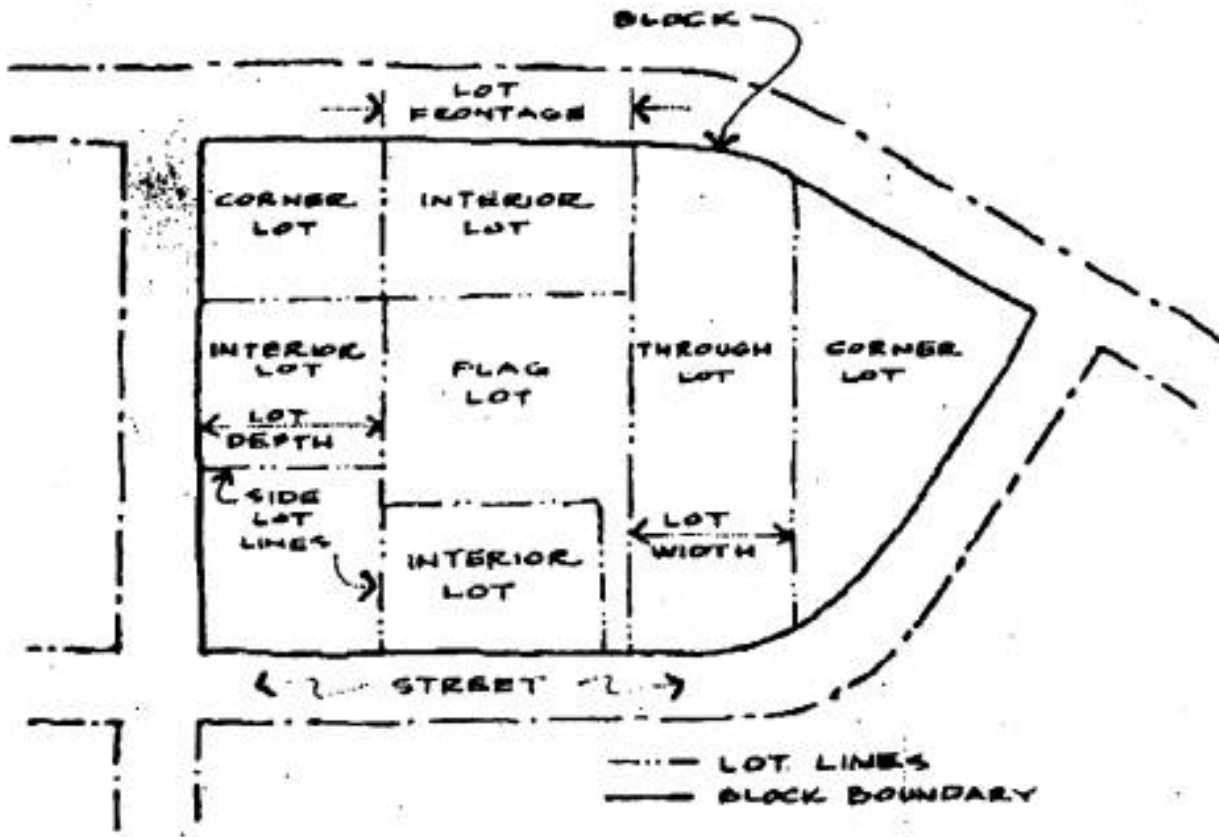 BLOCK
LOT
FRONTAGE
CORNER
LOT
INTERIOR
LOT
INTERIOR
LOT
FLAG
LOT
THROUGH
LOT
CORNER
LOT
LOT
DEPTH
SIDE
LOT
LINES
INTERIOR
LOT
LOT
WIDTH
STREET
LOT LINES
BLOCK BOUNDARY